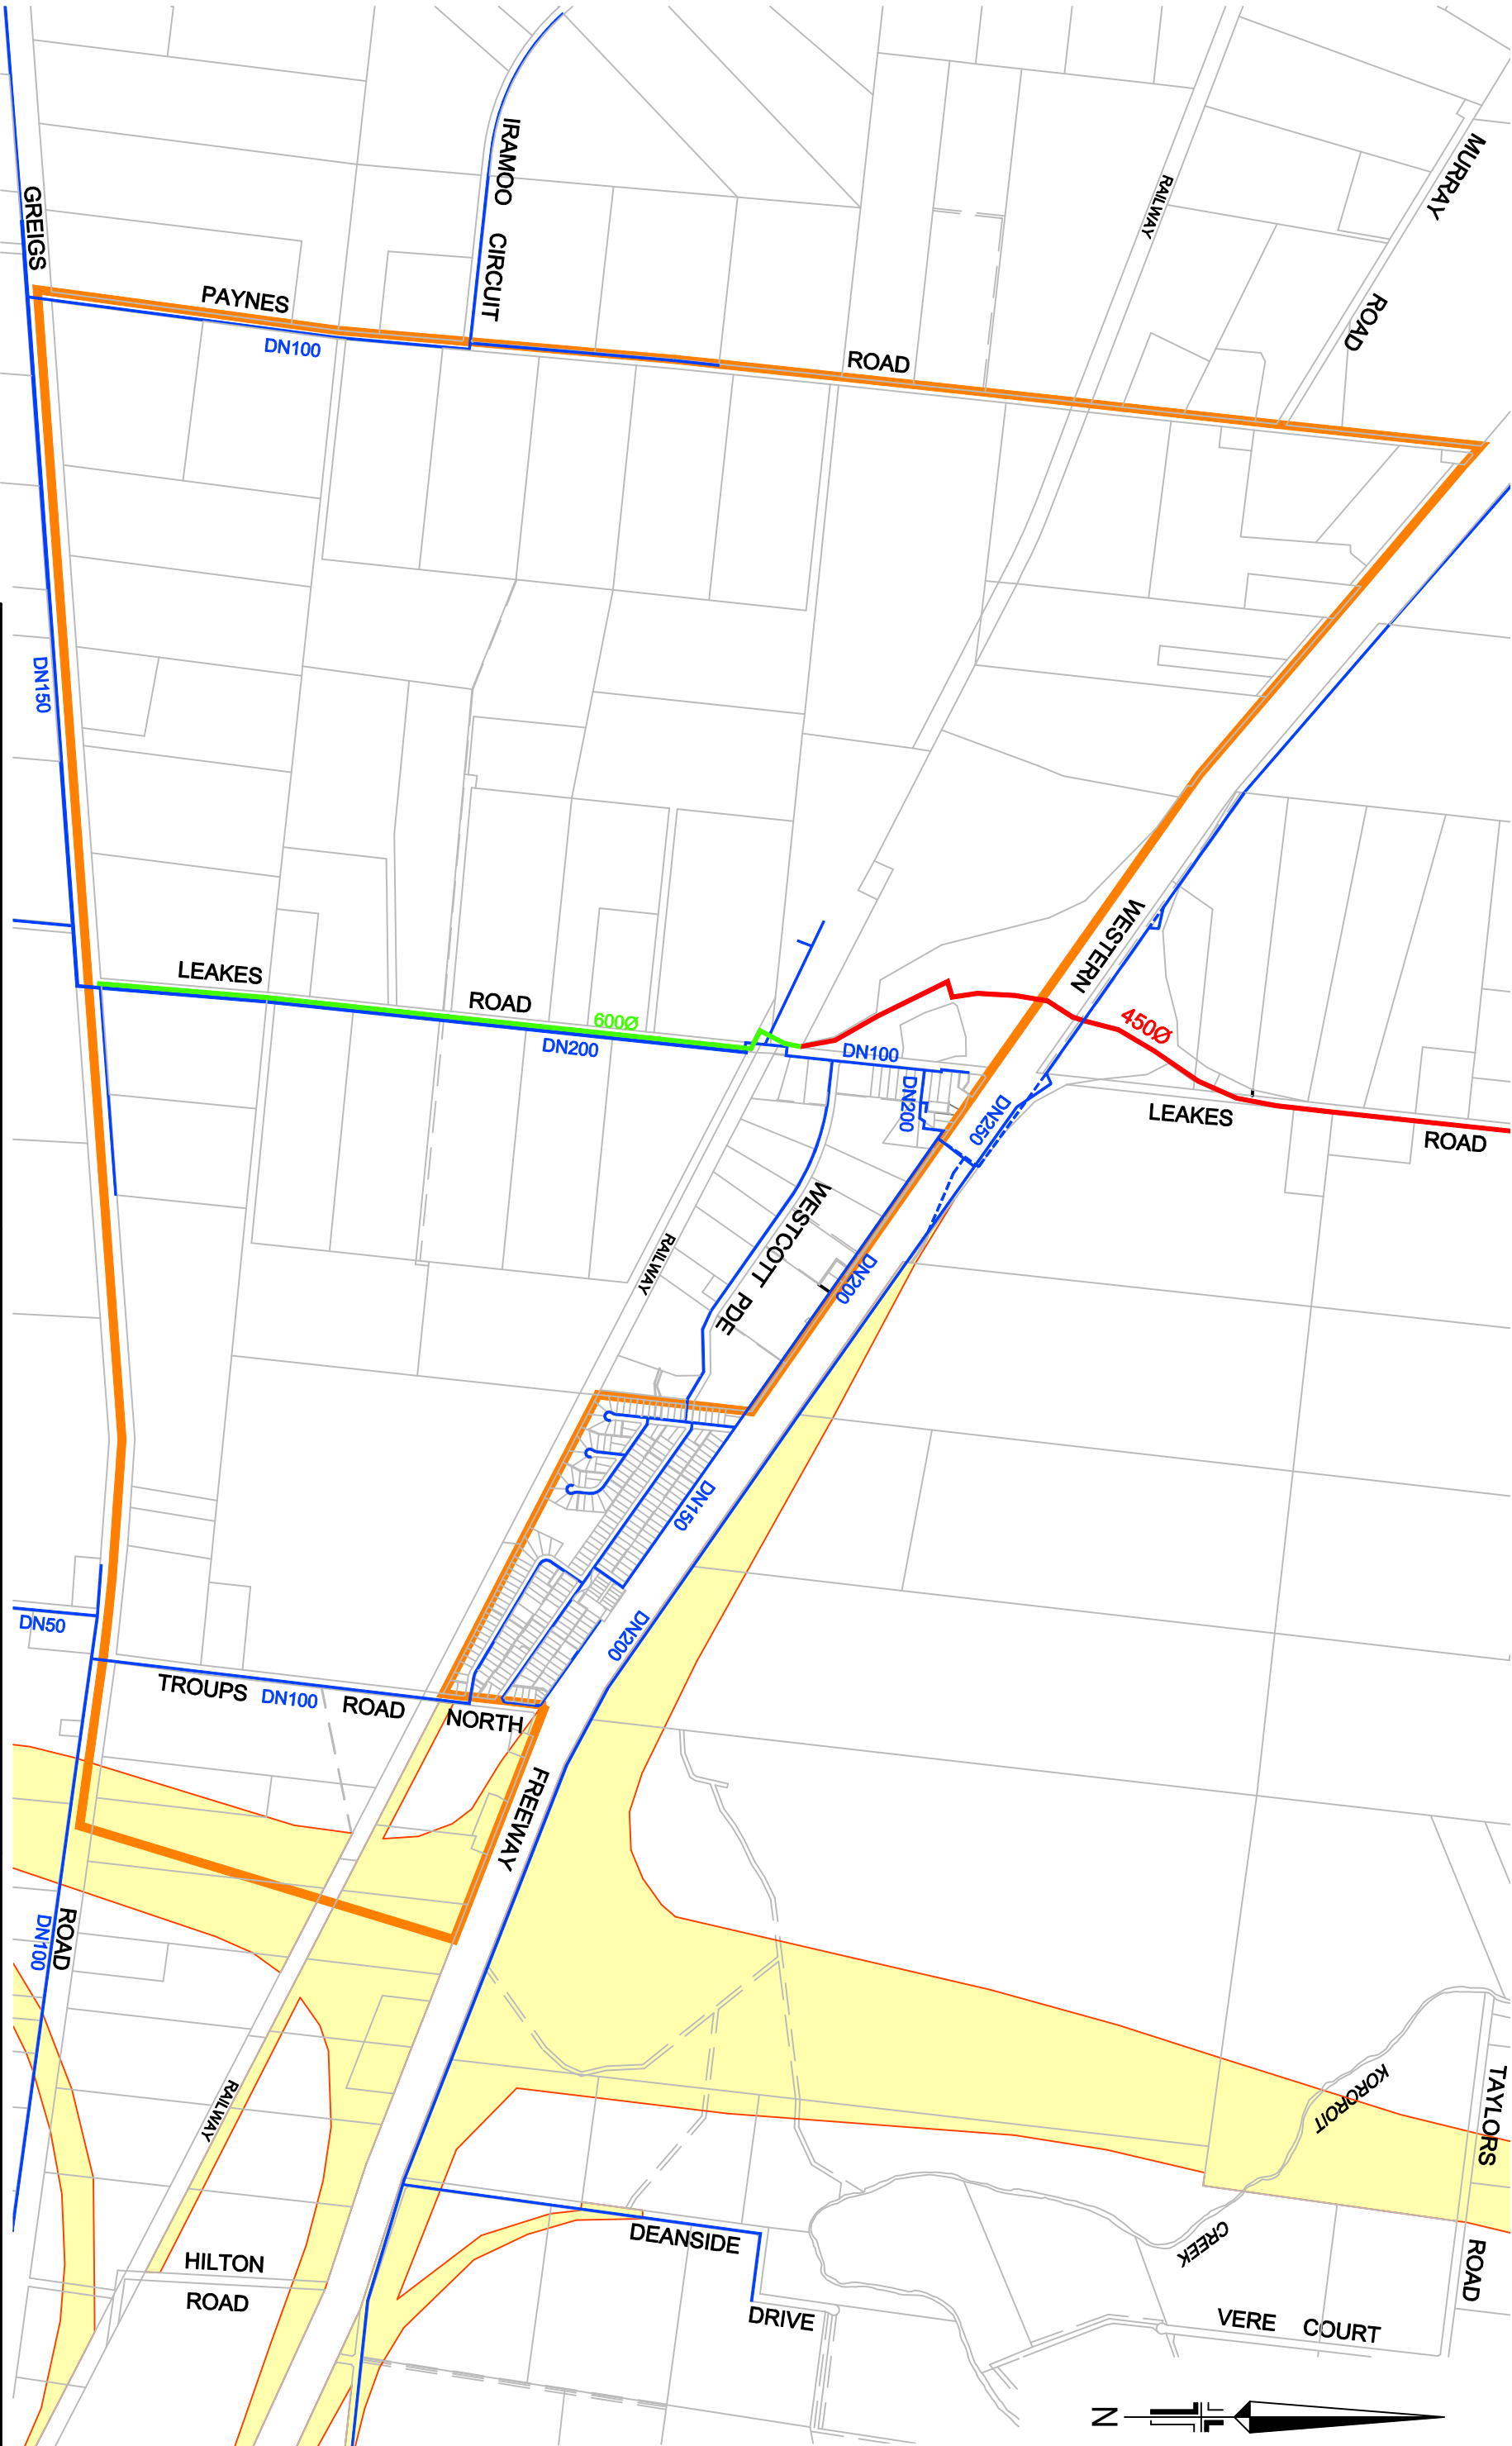 MURRAY
ROAD
RAILWAY
IRAMOO CIRCUIT
GREIGS
PAYNES
ROAD
DN100
DN150
WESTERN
LEAKES
ROAD
600Ø
DN200
DN100
450Ø
DN200
DN250
LEAKES
ROAD
WESTCOTT PDE
RAILWAY
DN200
DN150
DN50
DN200
TROUPS
DN100
ROAD
NORTH
FREEWAY
ROAD
DN100
RAILWAY
KOROROIT
CREEK
TAYLORS
ROAD
DEANSIDE
DRIVE
HILTON
ROAD
VERE COURT
N